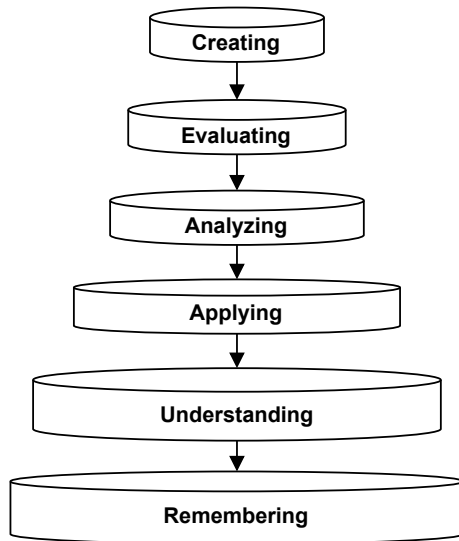 Creating
Evaluating
Analyzing
Applying
Understanding
Remembering